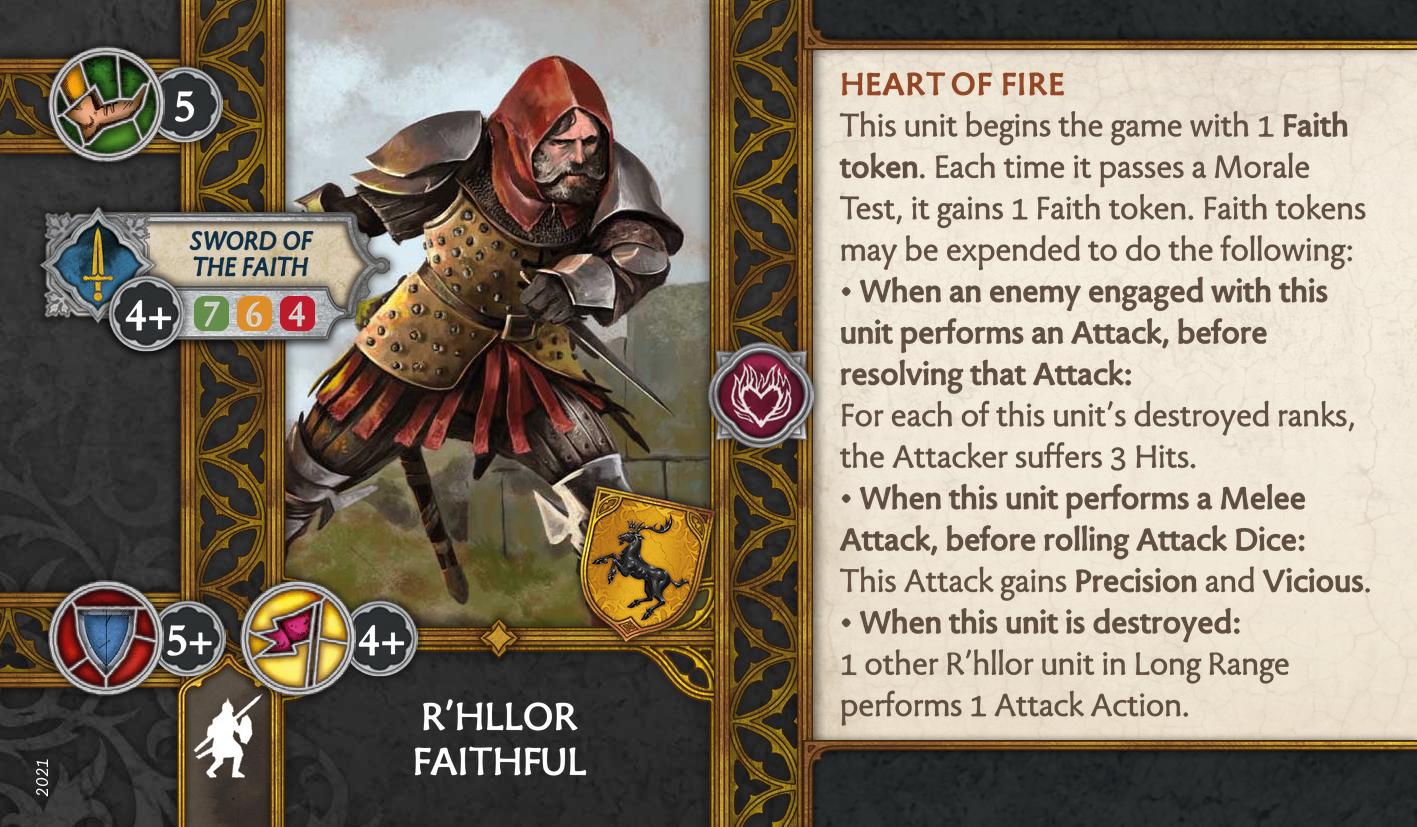 5
SWORD OF
THE FAITH
4+ 7 6 4
5+ 4+
R'HLLOR
FAITHFUL
2021
HEART OF FIRE
This unit begins the game with 1 Faith
token. Each time it passes a Morale
Test, it gains 1 Faith token. Faith tokens
may be expended to do the following:
• When an enemy engaged with this
unit performs an Attack, before
resolving that Attack:
For each of this unit's destroyed ranks,
the Attacker suffers 3 Hits.
• When this unit performs a Melee
Attack, before rolling Attack Dice:
This Attack gains Precision and Vicious.
• When this unit is destroyed:
1 other R'hllor unit in Long Range
performs 1 Attack Action.